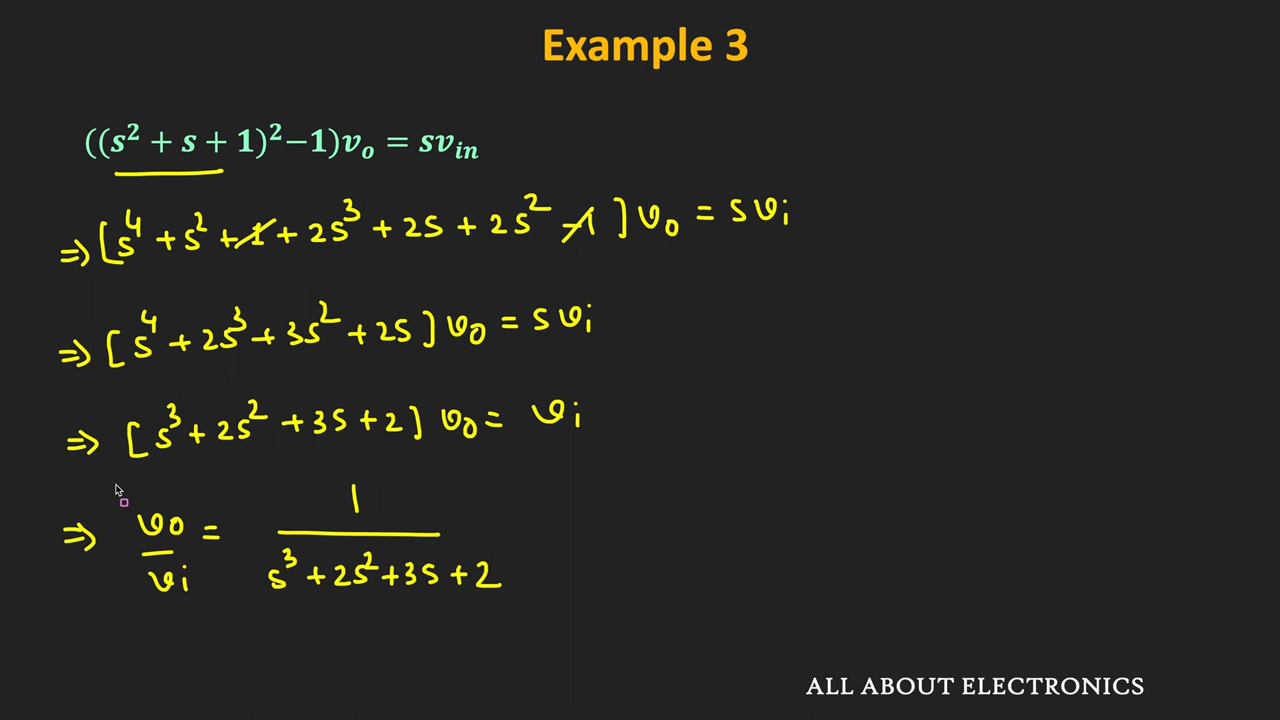 Example 3
((s² + s + 1)² −1)vₒ = svᵢₙ
⇒ [s⁴ + s² + 1 + 2s³ + 2s + 2s² − 1] vₒ = s vᵢ
⇒ [s⁴ + 2s³ + 3s² + 2s] vₒ = s vᵢ
⇒ [s³ + 2s² + 3s + 2] vₒ = vᵢ
⇒ vₒ/vᵢ = 1/(s³ + 2s² + 3s + 2)
ALL ABOUT ELECTRONICS